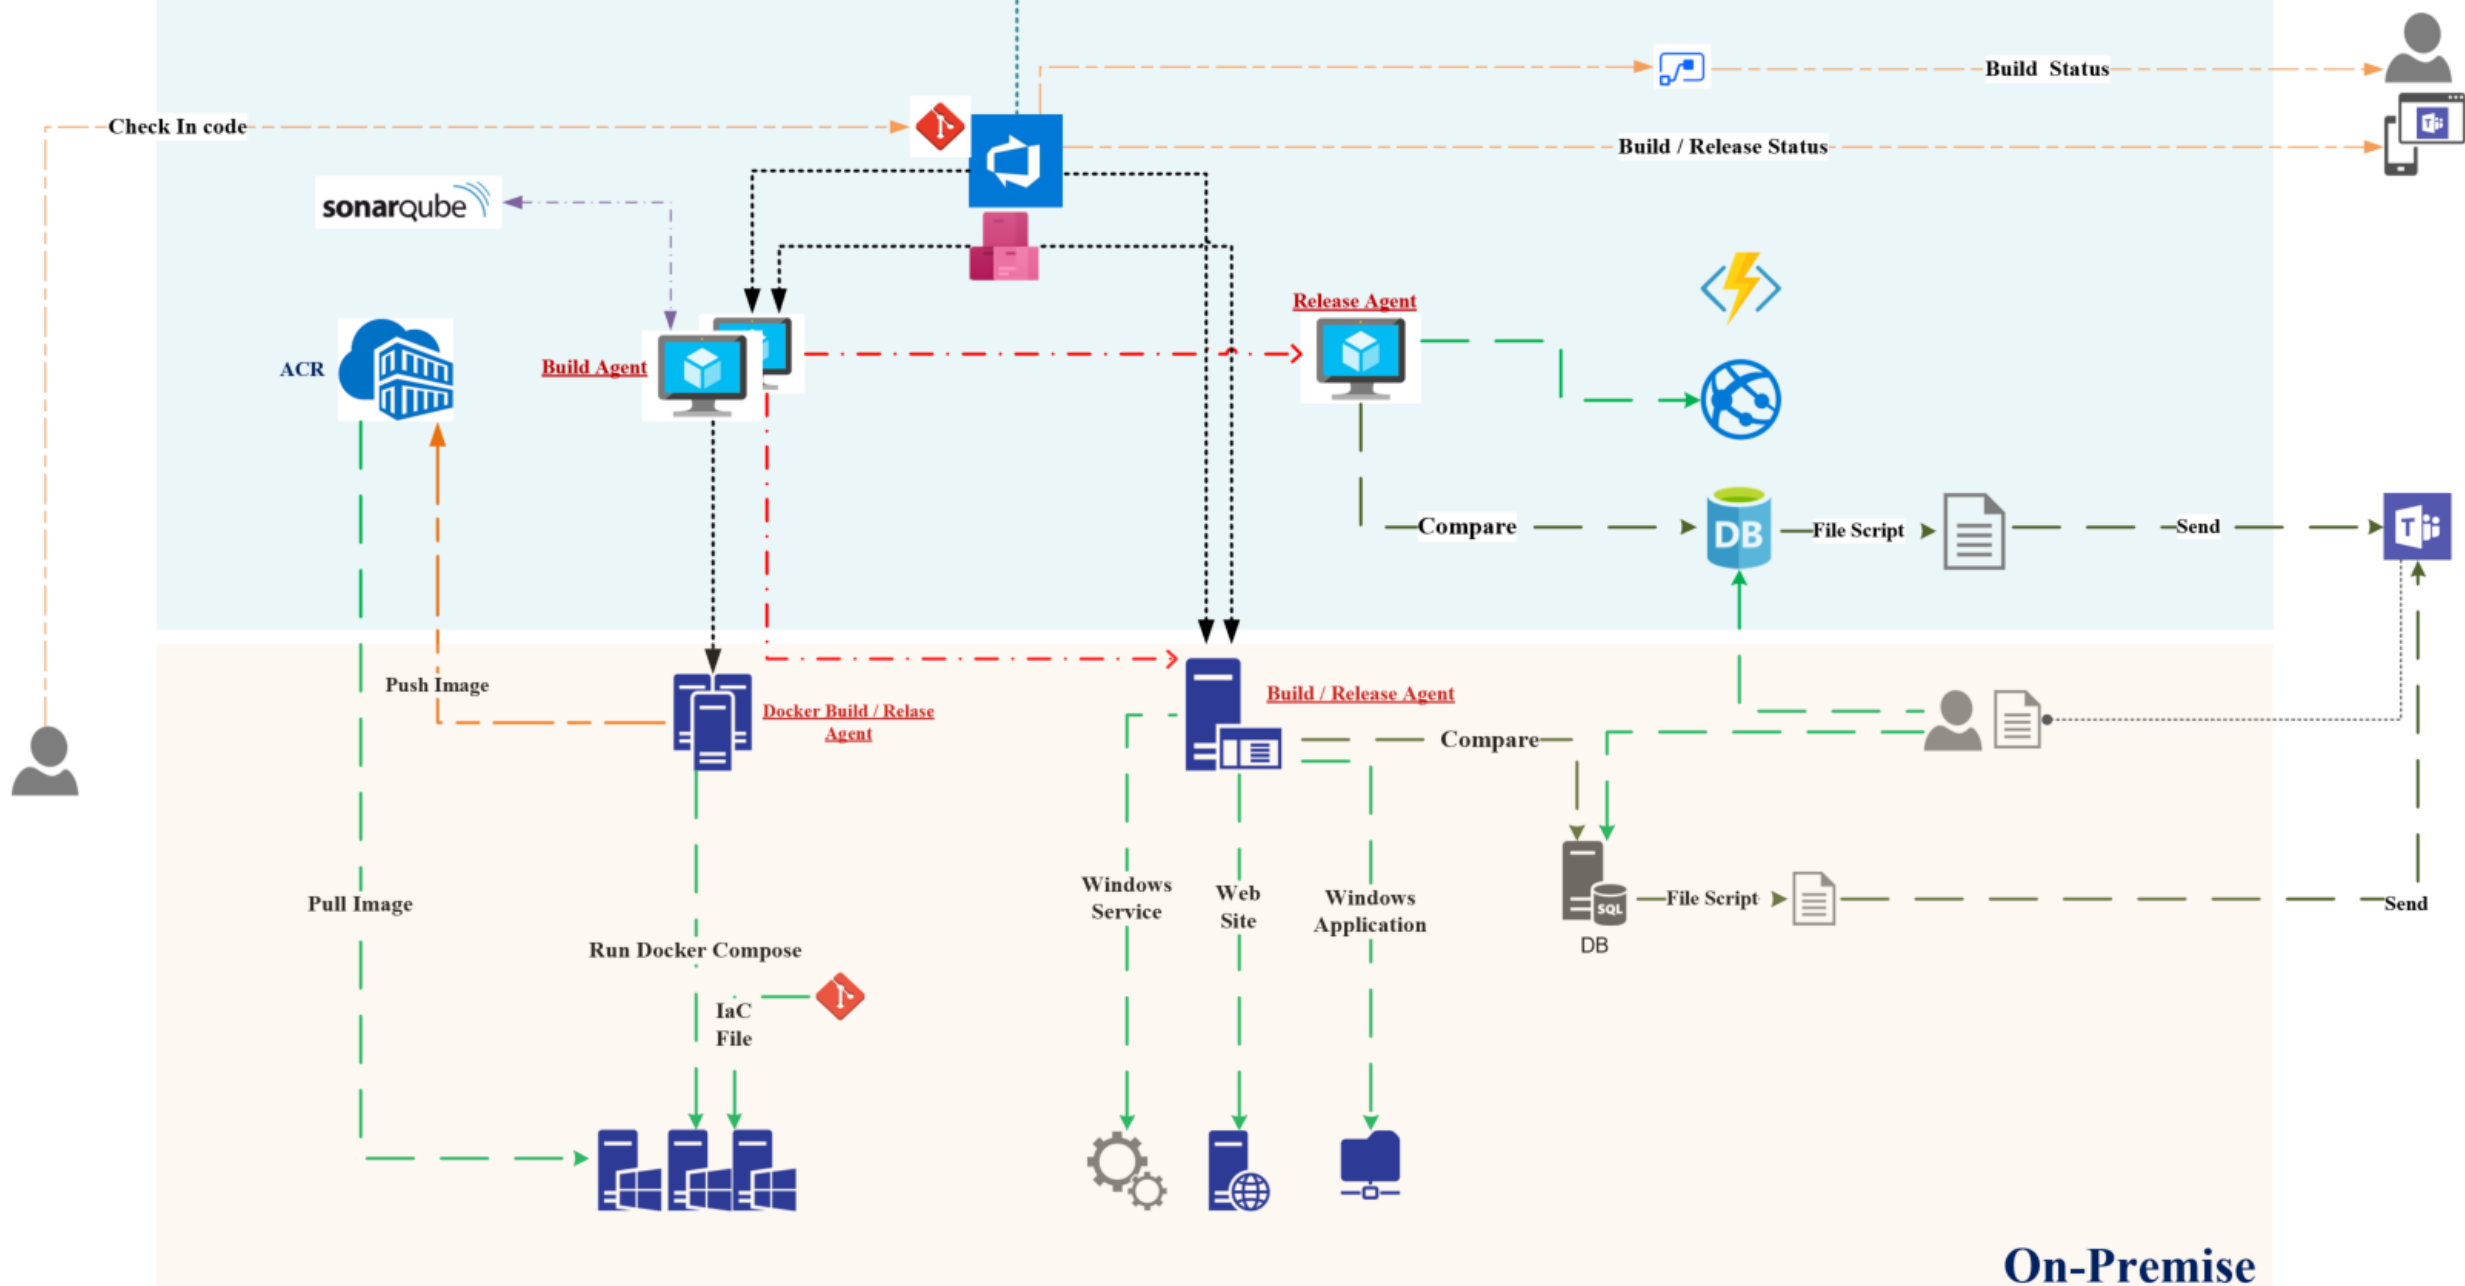 Build  Status
Check In code
Build / Release Status
sonarqube
Release Agent
ACR
Build Agent
Compare
DB
File Script
Send
Push Image
Docker Build / Relase
Agent
Build / Release Agent
Compare
Windows
Service
Web
Site
Windows
Application
Pull Image
SQL
File Script
Send
DB
Run Docker Compose
IaC
File
On-Premise
T
T